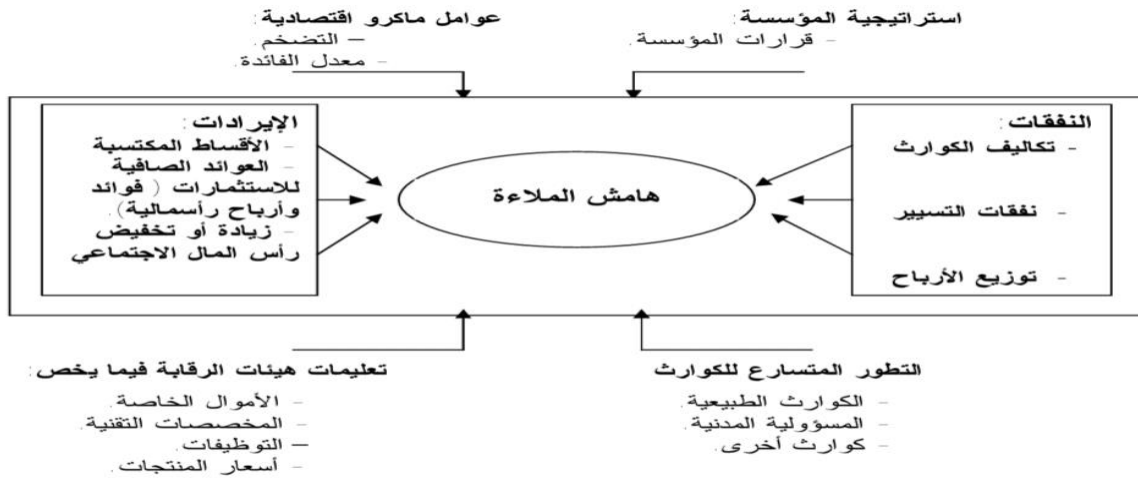 استراتيجية المؤسسة:
- قرارات المؤسسة.
عوامل ماكرو اقتصادية:
– التضخم.
- معدل الفائدة.
النفقات:
- تكاليف الكوارث
- نفقات التسيير
- توزيع الأرباح
هامش الملاءة
الإيرادات:
- الأقساط المكتسبة
- العوائد الصافية
للاستثمارات ( فوائد
وأرباح رأسمالية).
- زيادة أو تخفيض
رأس المال الاجتماعي
التطور المتسارع للكوارث
- الكوارث الطبيعية.
- المسؤولية المدنية.
- كوارث أخرى.
تعليمات هيئات الرقابة فيما يخص:
- الأموال الخاصة.
- المخصصات التقنية.
– التوظيفات.
- أسعار المنتجات.